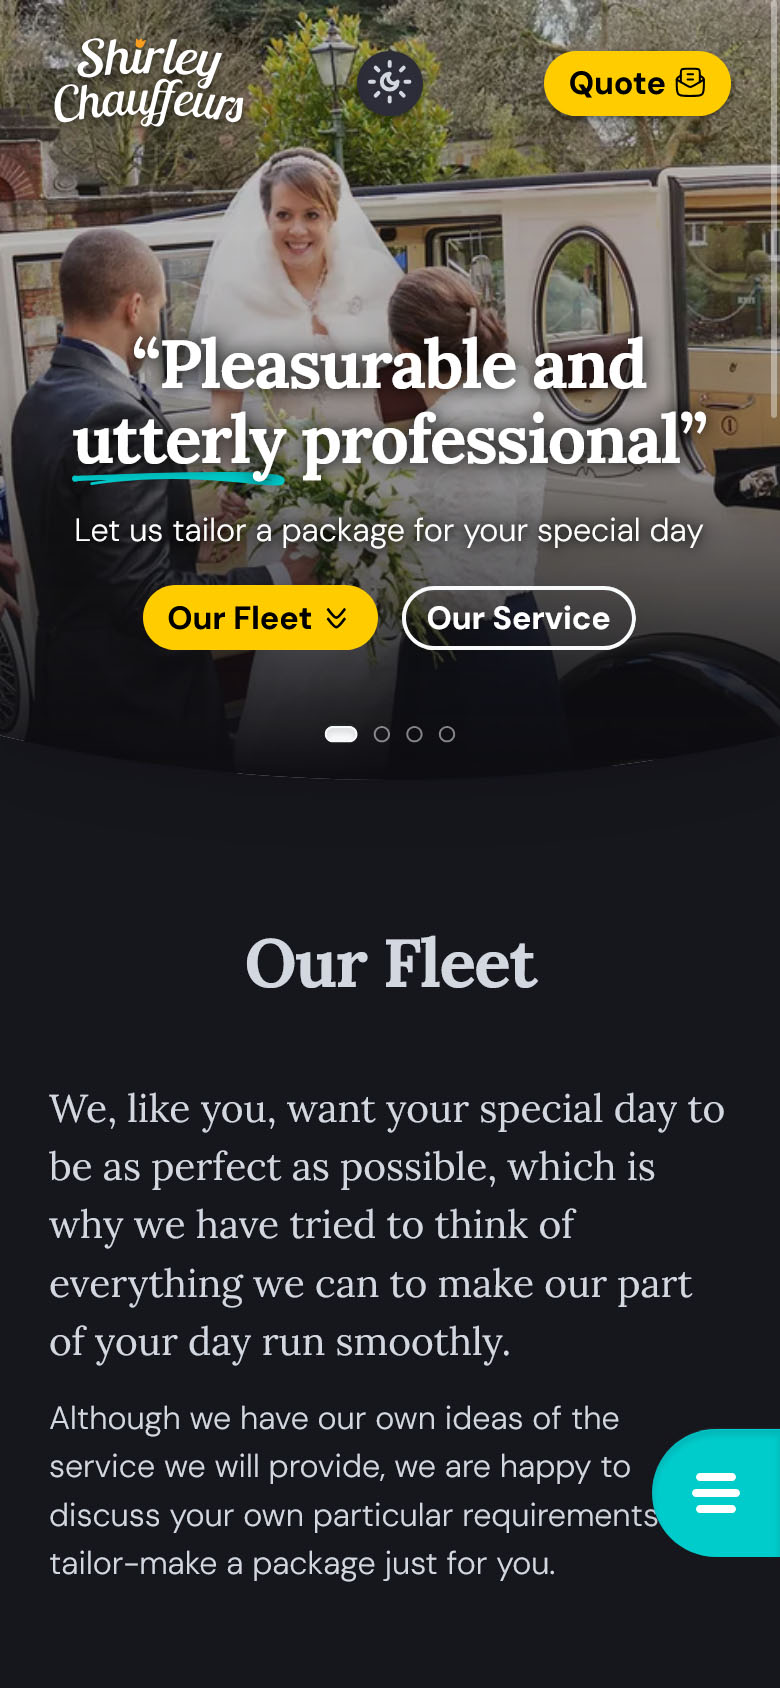 Shirley
Chauffeurs
Quote
“Pleasurable and
utterly professional”
Let us tailor a package for your special day
Our Fleet
Our Service
Our Fleet
We, like you, want your special day to
be as perfect as possible, which is
why we have tried to think of
everything we can to make our part
of your day run smoothly.
Although we have our own ideas of the
service we will provide, we are happy to
discuss your own particular requirements
tailor-make a package just for you.